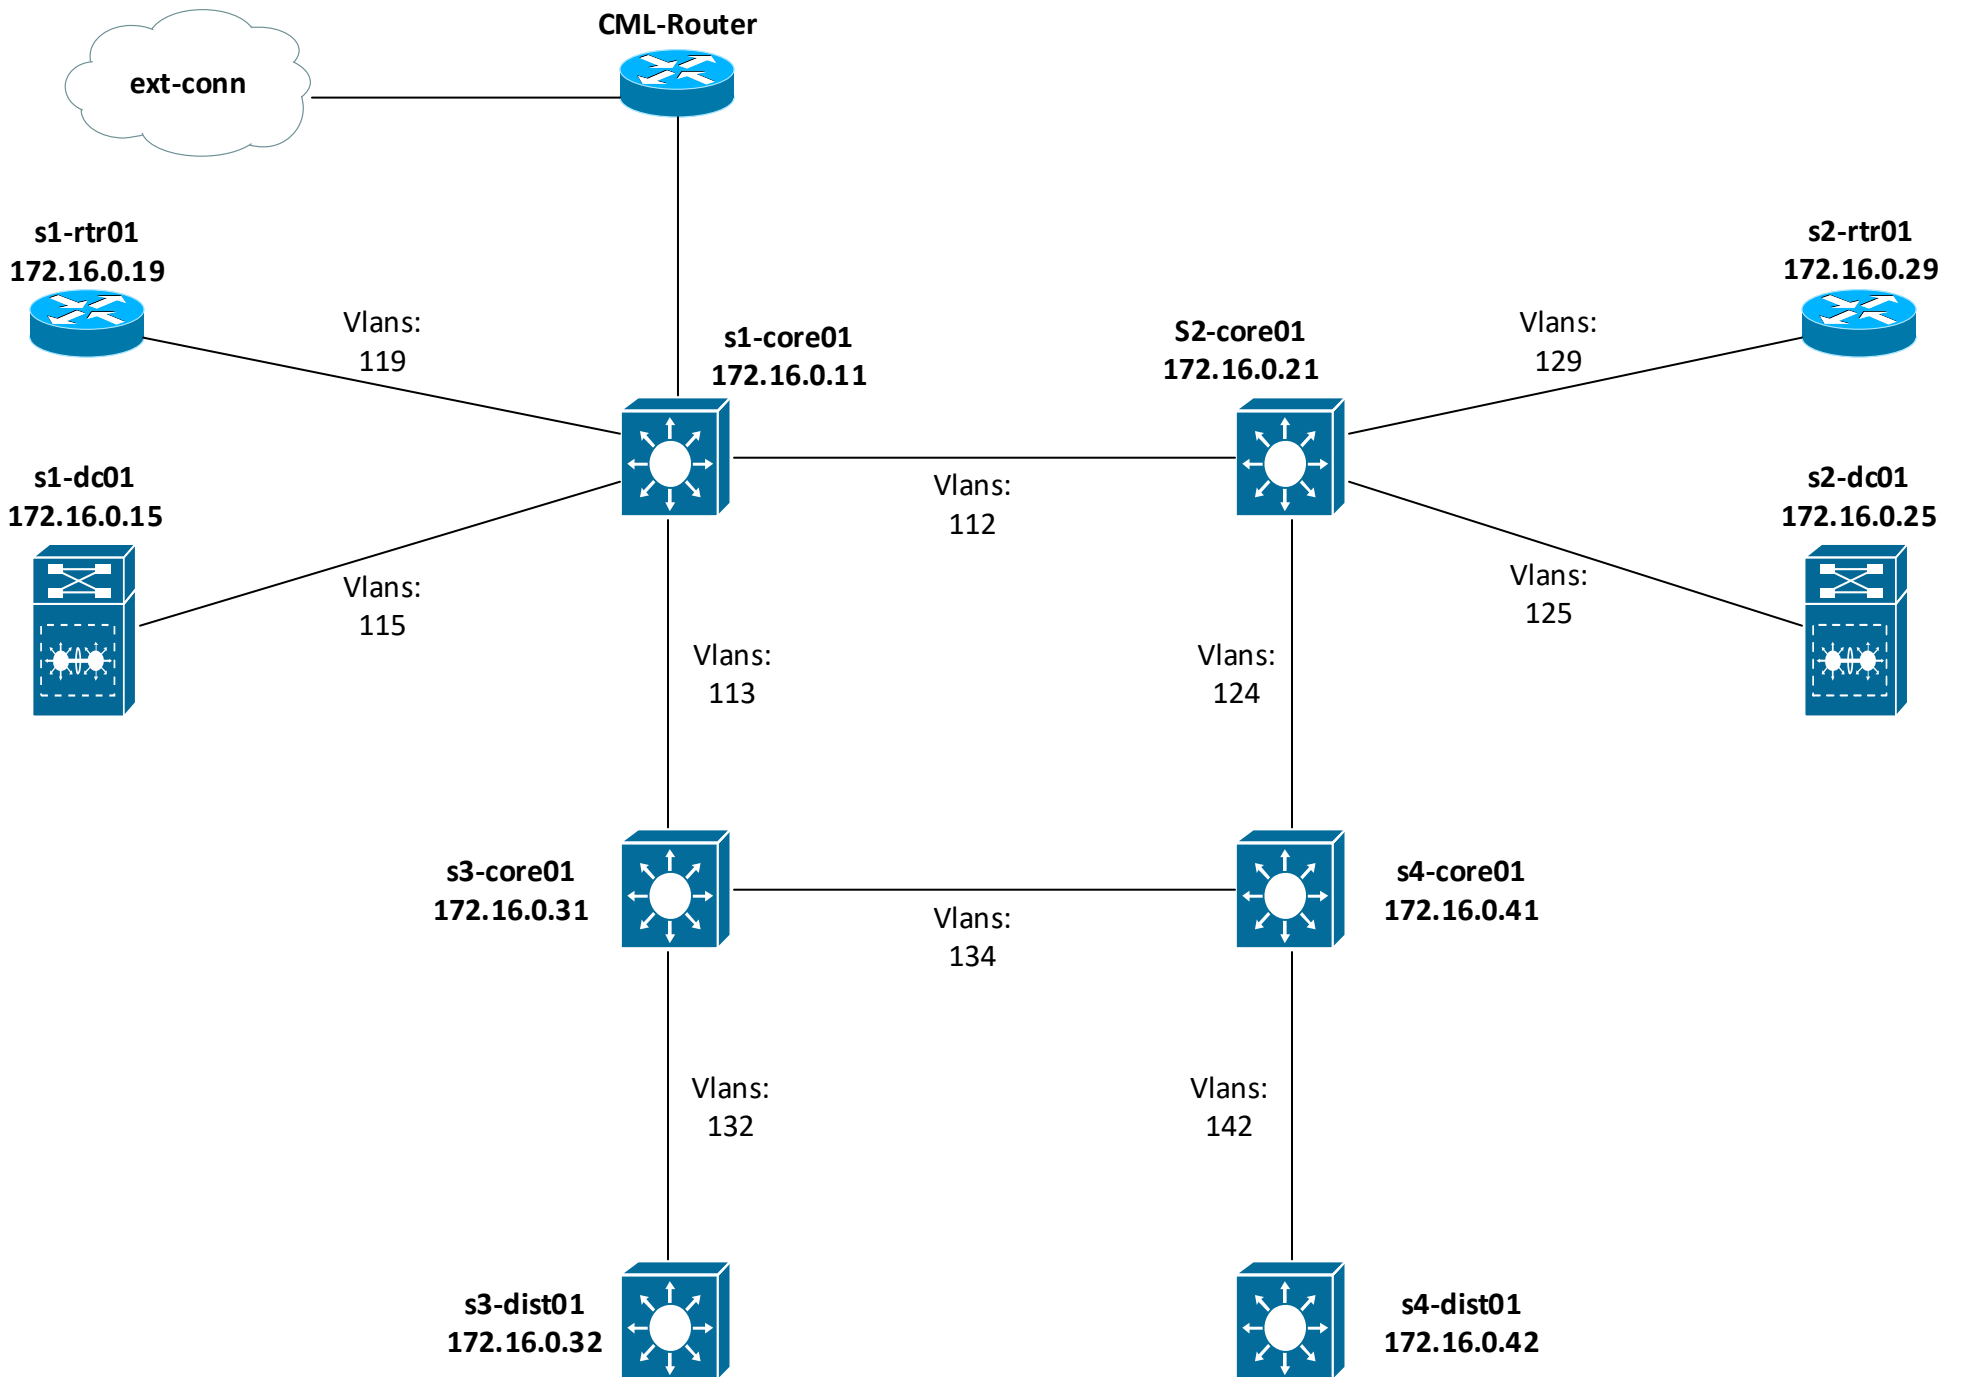 CML-Router
ext-conn
s1-rtr01
172.16.0.19
s2-rtr01
172.16.0.29
Vlans:
119
s1-core01
172.16.0.11
S2-core01
172.16.0.21
Vlans:
129
s1-dc01
172.16.0.15
Vlans:
112
s2-dc01
172.16.0.25
Vlans:
115
Vlans:
125
Vlans:
113
Vlans:
124
s3-core01
172.16.0.31
Vlans:
134
s4-core01
172.16.0.41
Vlans:
132
Vlans:
142
s3-dist01
172.16.0.32
s4-dist01
172.16.0.42